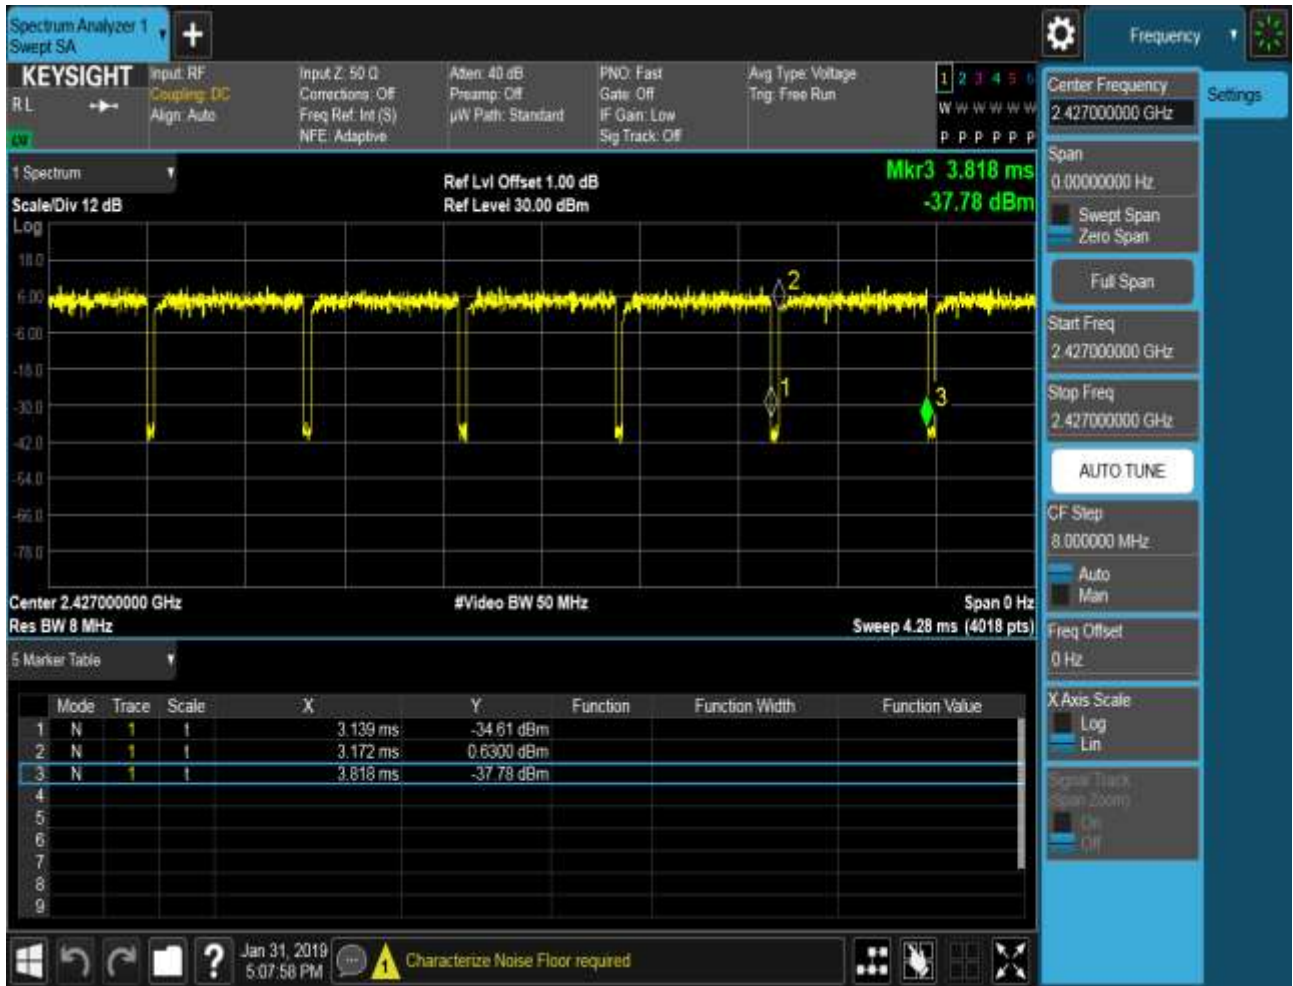 Spectrum Analyzer 1
Swept SA
+
Frequency
KEYSIGHT
R L
Input: RF
Coupling: DC
Align: Auto
Input Z: 50 Ω
Corrections: Off
Freq Ref: Int (S)
NFE: Adaptive
Atten: 40 dB
Preamp: Off
µW Path: Standard
PNO: Fast
Gate: Off
IF Gain: Low
Sig Track: Off
Avg Type: Voltage
Trig: Free Run
1 2 3 4 5 6
W W W W W W
P P P P P P
Settings
Center Frequency
2.427000000 GHz
Span
0.00000000 Hz
Swept Span
Zero Span
Full Span
Start Freq
2.427000000 GHz
Stop Freq
2.427000000 GHz
AUTO TUNE
CF Step
8.000000 MHz
Auto
Man
Freq Offset
0 Hz
X Axis Scale
Log
Lin
Signal Track
(Span Zoom)
On
Off
1 Spectrum
Scale/Div 12 dB
Log
Ref Lvl Offset 1.00 dB
Ref Level 30.00 dBm
Mkr3 3.818 ms
-37.78 dBm
18.0
6.00
-6.00
-18.0
-30.0
-42.0
-54.0
-66.0
-78.0
2
1
3
Center 2.427000000 GHz
Res BW 8 MHz
#Video BW 50 MHz
Span 0 Hz
Sweep 4.28 ms (4018 pts)
5 Marker Table
Mode Trace Scale X Y Function Function Width Function Value
1 N 1 t 3.139 ms -34.61 dBm
2 N 1 t 3.172 ms 0.6300 dBm
3 N 1 t 3.818 ms -37.78 dBm
4
5
6
7
8
9
?
Jan 31, 2019
5:07:58 PM
1
Characterize Noise Floor required